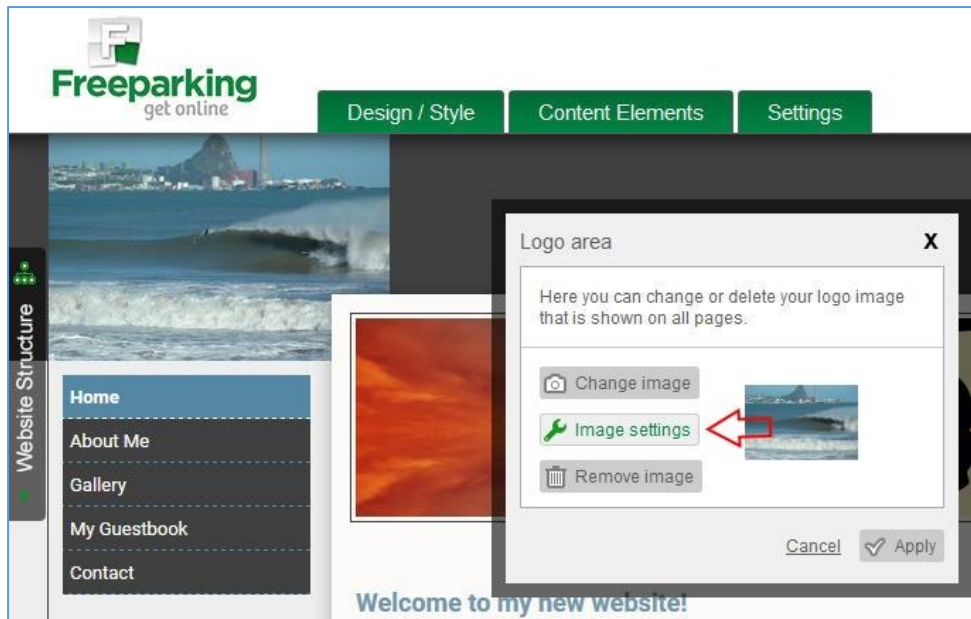 F
Freeparking
get online
Design / Style
Content Elements
Settings
Website Structure
Logo area
X
Here you can change or delete your logo image
that is shown on all pages.
Change image
Image settings
Remove image
Cancel
Apply
Home
About Me
Gallery
My Guestbook
Contact
Welcome to my new website!